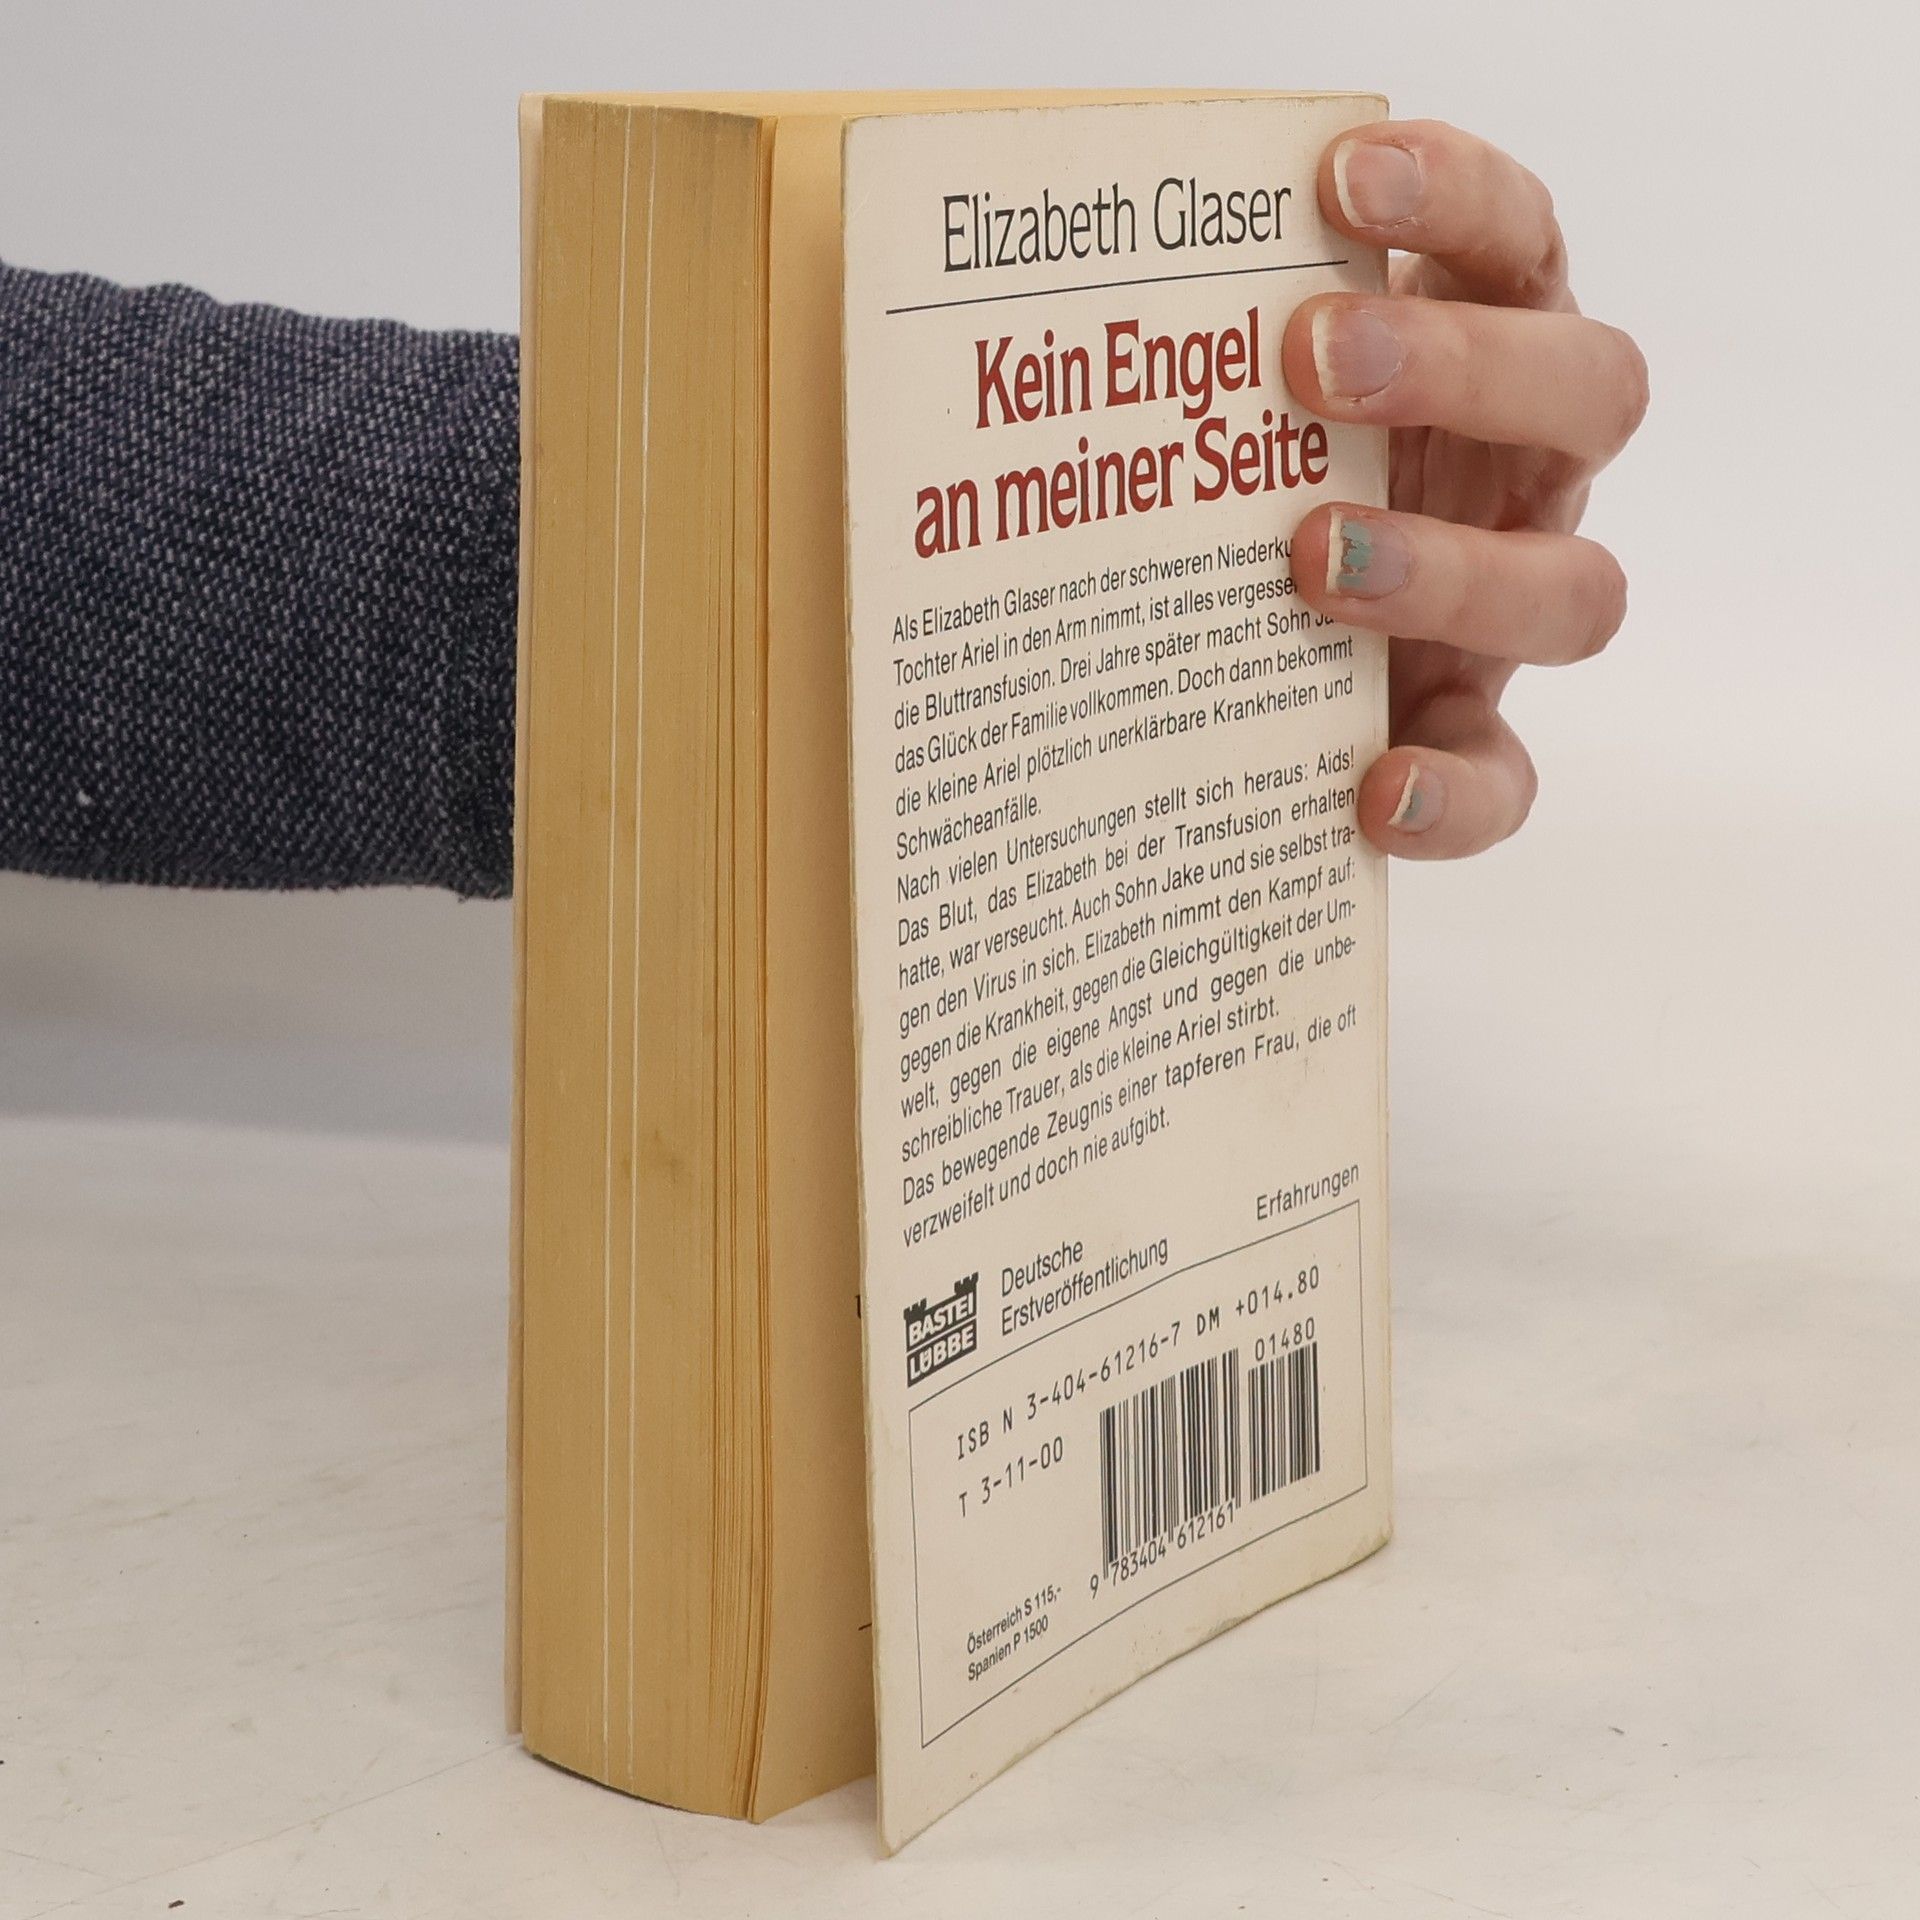 Elizabeth Glaser
Kein Engel
an meiner Seite
Als Elizabeth Glaser nach der schweren
Tochter Ariel in den Arm nimmt, ist alles
die Bluttransfusion. Drei Jahre später macht Sohn
das Glück der Familie vollkommen. Doch dann bekommt
die kleine Ariel plötzlich unerklärbare Krankheiten und
Schwächeanfälle.
Nach vielen Untersuchungen stellt sich heraus: Aids!
Das Blut, das Elizabeth bei der Transfusion erhalten
hatte, war verseucht. Auch Sohn Jake und sie selbst tra-
gen den Virus in sich. Elizabeth nimmt den Kampf auf:
gegen die Krankheit, gegen die Gleichgültigkeit der Um-
welt, gegen die eigene Angst und gegen die unbe-
schreibliche Trauer, als die kleine Ariel stirbt.
Das bewegende Zeugnis einer tapferen Frau, die oft
verzweifelt und doch nie aufgibt.
Erfahrungen
BASTEI
LÜBBE
Deutsche
Erstveröffentlichung
ISB N 3-404-61216-7 DM +014.80
T 3-11-00
01480
9 783404 612161
Österreich S 115,-
Spanien P 1500